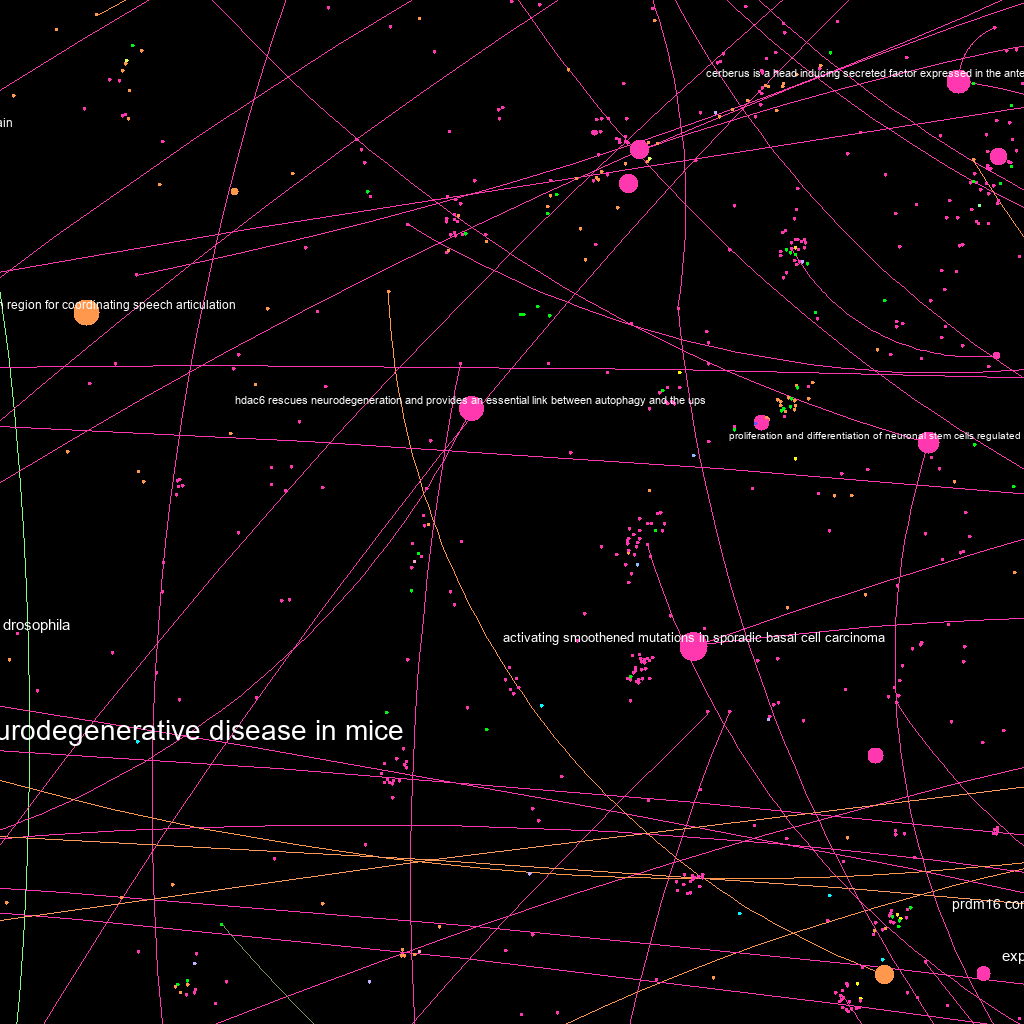 cerberus is a head inducing secreted factor expressed in the ante
ain
region for coordinating speech articulation
hdac6 rescues neurodegeneration and provides an essential link between autophagy and the ups
proliferation and differentiation of neuronal stem cells regulated
drosophila
activating smoothened mutations in sporadic basal cell carcinoma
urodegenerative disease in mice
prdm16 con
exp